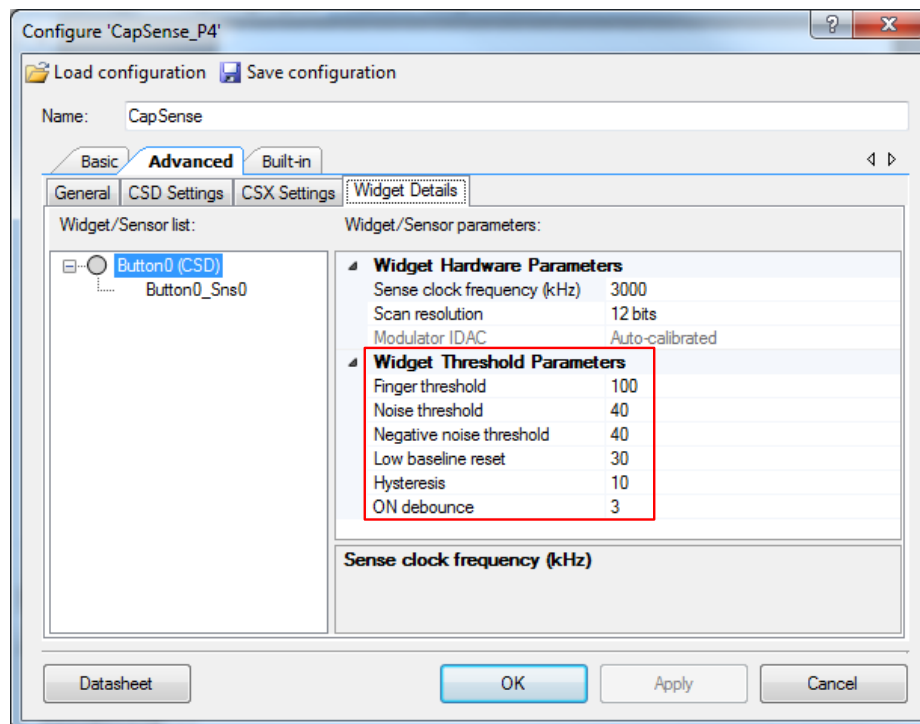 Configure 'CapSense_P4'
Load configuration Save configuration
Name: CapSense
Basic Advanced Built-in
General CSD Settings CSX Settings Widget Details
Widget/Sensor list: Widget/Sensor parameters:
Button0 (CSD)
Button0_Sns0
Widget Hardware Parameters
Sense clock frequency (kHz) 3000
Scan resolution 12 bits
Modulator IDAC Auto-calibrated
Widget Threshold Parameters
Finger threshold 100
Noise threshold 40
Negative noise threshold 40
Low baseline reset 30
Hysteresis 10
ON debounce 3
Sense clock frequency (kHz)
Datasheet OK Apply Cancel